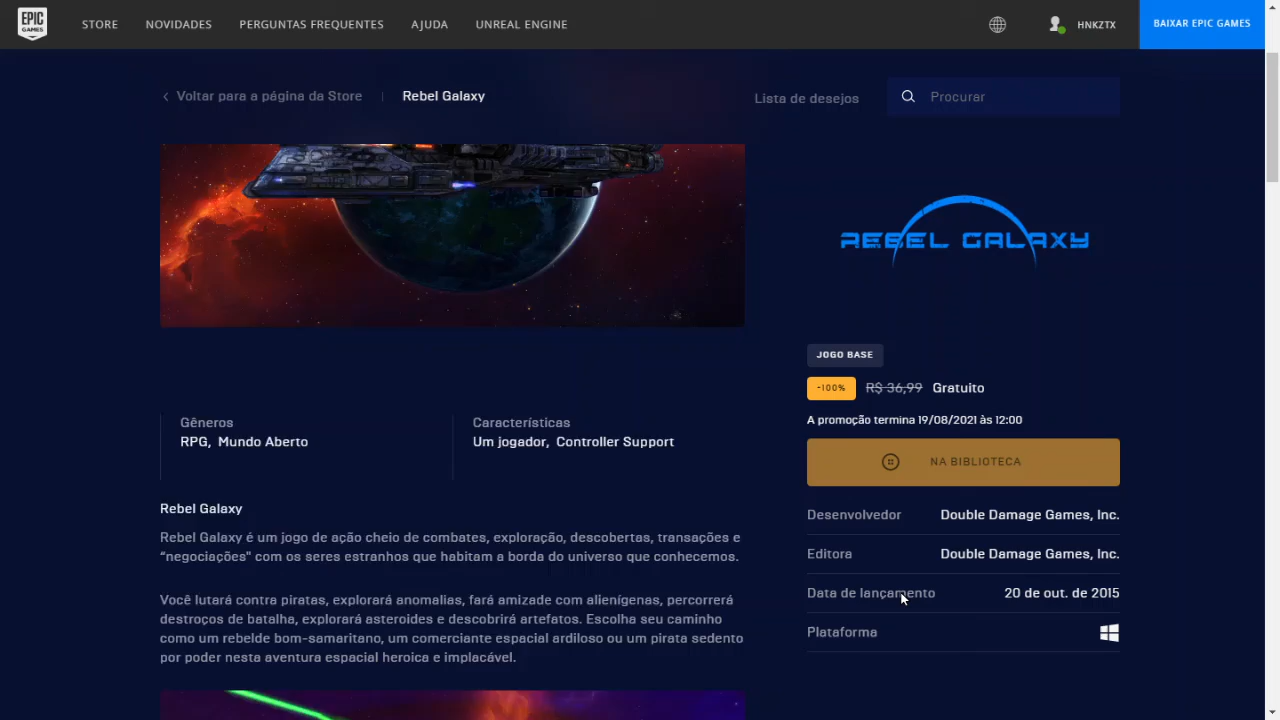 EPIC
GAMES
STORE
NOVIDADES
PERGUNTAS FREQUENTES
AJUDA
UNREAL ENGINE
HNKZTX
BAIXAR EPIC GAMES
Voltar para a página da Store
Rebel Galaxy
Lista de desejos
Procurar
REBEL GALAXY
JOGO BASE
-100% R$ 36,99 Gratuito
A promoção termina 19/08/2021 às 12:00
NA BIBLIOTECA
Desenvolvedor Double Damage Games, Inc.
Editora Double Damage Games, Inc.
Data de lançamento 20 de out. de 2015
Plataforma
Gêneros
RPG, Mundo Aberto
Características
Um jogador, Controller Support
Rebel Galaxy
Rebel Galaxy é um jogo de ação cheio de combates, exploração, descobertas, transações e
“negociações" com os seres estranhos que habitam a borda do universo que conhecemos.
Você lutará contra piratas, explorará anomalias, fará amizade com alienígenas, percorrerá
destroços de batalha, explorará asteroides e descobrirá artefatos. Escolha seu caminho
como um rebelde bom-samaritano, um comerciante espacial ardiloso ou um pirata sedento
por poder nesta aventura espacial heroica e implacável.